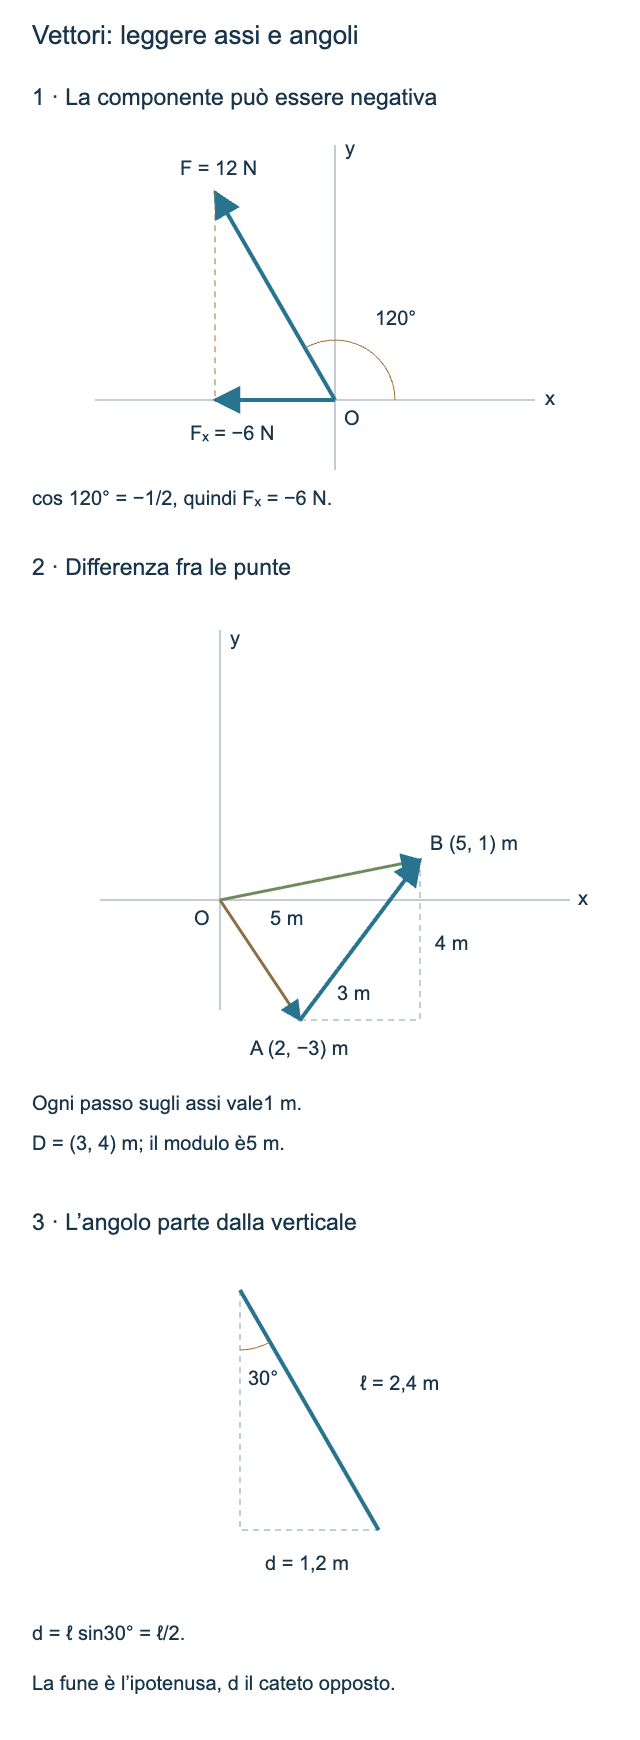 Vettori: leggere assi e angoli
1 · La componente può essere negativa
y
F = 12 N
120°
x
O
Fₓ = −6 N
cos 120° = −1/2, quindi Fₓ = −6 N.
2 · Differenza fra le punte
y
B (5, 1) m
x
O
5 m
4 m
3 m
A (2, −3) m
Ogni passo sugli assi vale1 m.
D = (3, 4) m; il modulo è5 m.
3 · L’angolo parte dalla verticale
30°
ℓ = 2,4 m
d = 1,2 m
d = ℓ sin30° = ℓ/2.
La fune è l’ipotenusa, d il cateto opposto.